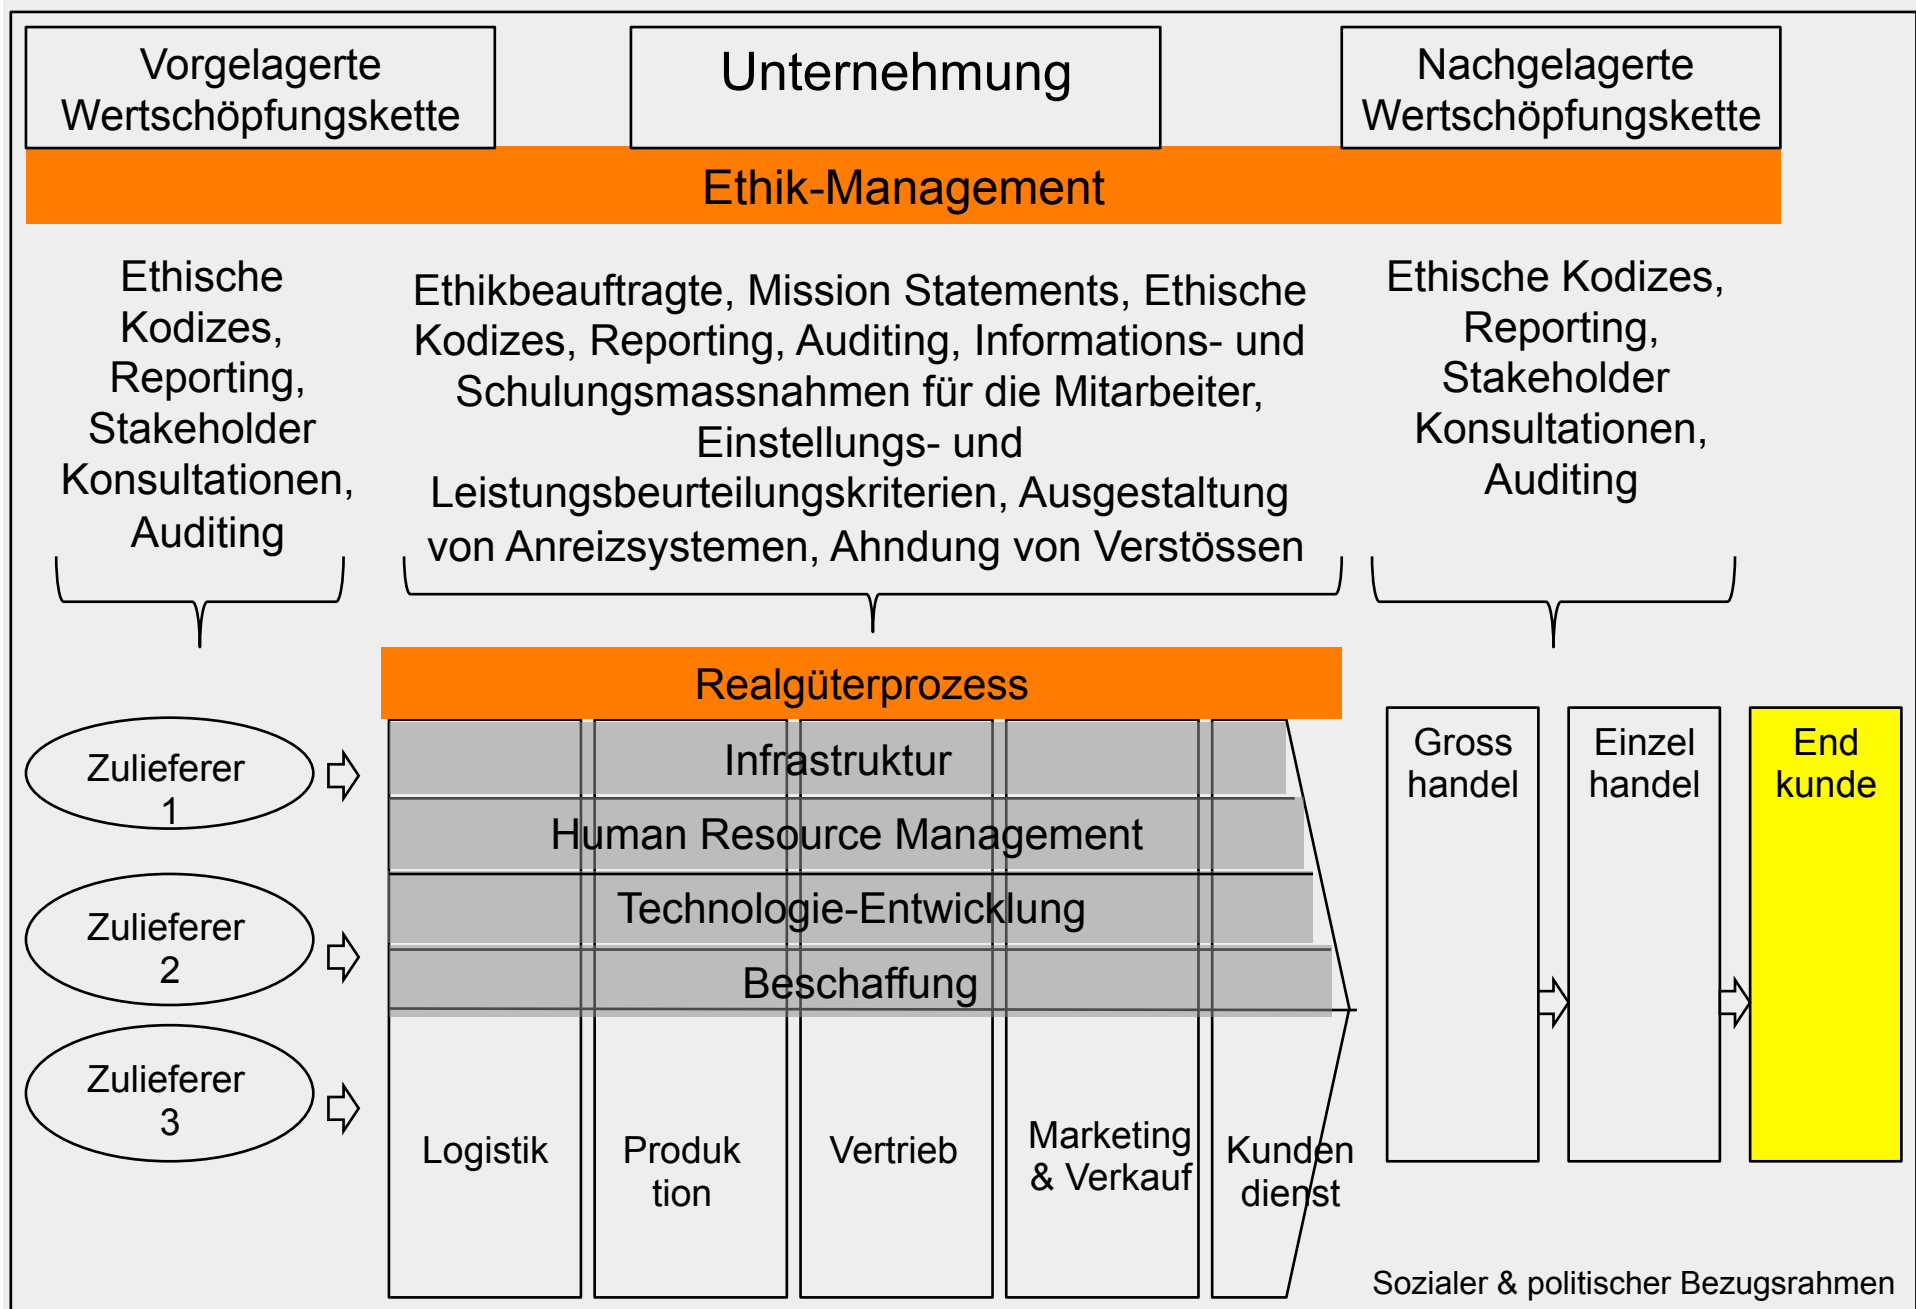 Vorgelagerte
Wertschöpfungskette
Unternehmung
Nachgelagerte
Wertschöpfungskette
Ethik-Management
Ethische
Kodizes,
Reporting,
Stakeholder
Konsultationen,
Auditing
Ethikbeauftragte, Mission Statements, Ethische
Kodizes, Reporting, Auditing, Informations- und
Schulungsmassnahmen für die Mitarbeiter,
Einstellungs- und
Leistungsbeurteilungskriterien, Ausgestaltung
von Anreizsystemen, Ahndung von Verstössen
Ethische Kodizes,
Reporting,
Stakeholder
Konsultationen,
Auditing
Realgüterprozess
Zulieferer
1
Zulieferer
2
Zulieferer
3
Infrastruktur
Human Resource Management
Technologie-Entwicklung
Beschaffung
Logistik
Produk
tion
Vertrieb
Marketing
& Verkauf
Kunden
dienst
Gross
handel
Einzel
handel
End
kunde
Sozialer & politischer Bezugsrahmen